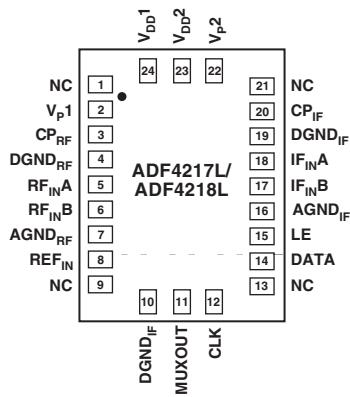 VDD1 VDD2 VP2
24 23 22
NC 1 21 NC
VP1 2 20 CPIF
CPRF 3 19 DGNDIF
DGNDRF 4 18 IFINA
RFINA 5 17 IFINB
RFINB 6 16 AGNDIF
AGNDRF 7 15 LE
REFIN 8 14 DATA
NC 9 13 NC
ADF4217L/
ADF4218L
10 11 12
DGNDIF MUXOUT CLK